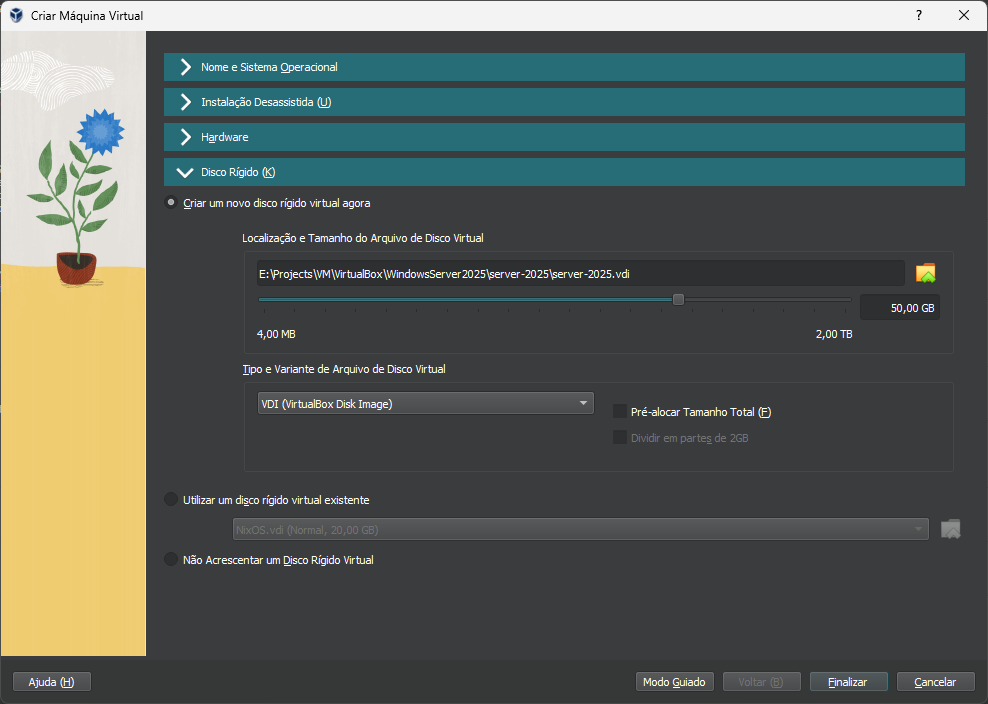 Criar Máquina Virtual
Nome e Sistema Operacional
Instalação Desassistida (U)
Hardware
Disco Rígido (K)
Criar um novo disco rígido virtual agora
Localização e Tamanho do Arquivo de Disco Virtual
E:\Projects\VM\VirtualBox\WindowsServer2025\server-2025\server-2025.vdi
50,00 GB
4,00 MB 2,00 TB
Tipo e Variante de Arquivo de Disco Virtual
VDI (VirtualBox Disk Image)
Pré-alocar Tamanho Total (F)
Dividir em partes de 2GB
Utilizar um disco rígido virtual existente
NixOS.vdi (Normal, 20,00 GB)
Não Acrescentar um Disco Rígido Virtual
Ajuda (H) Modo Guiado Voltar (B) Finalizar Cancelar